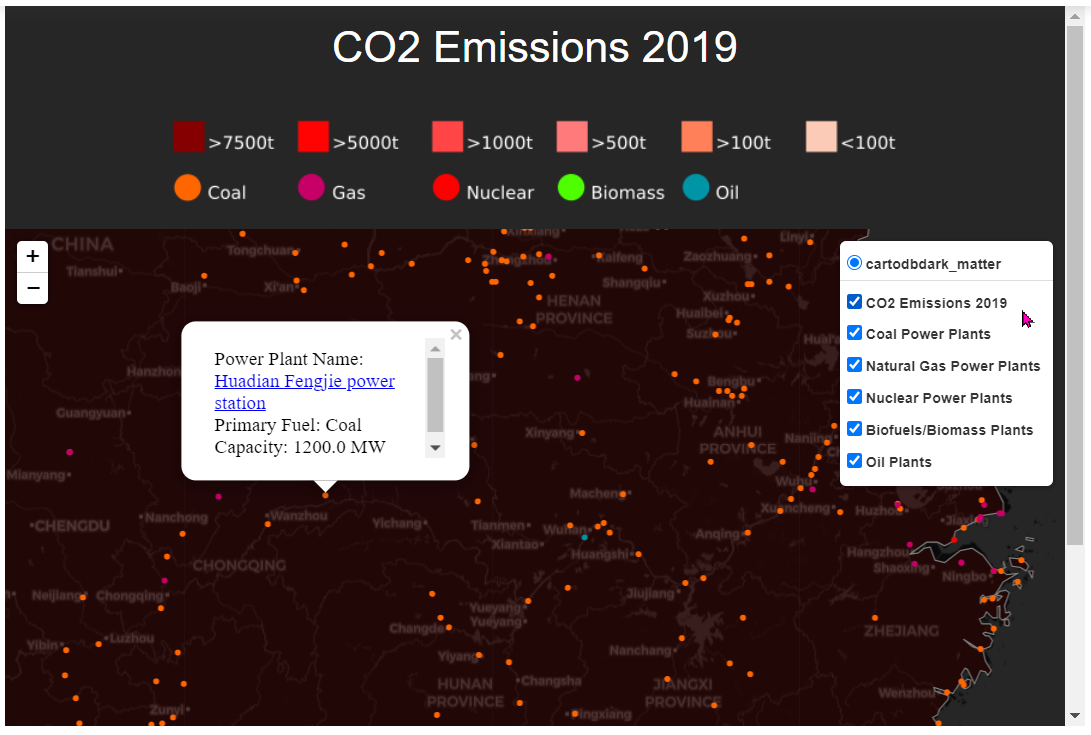 CO2 Emissions 2019
>7500t >5000t >1000t >500t >100t <100t
Coal Gas Nuclear Biomass Oil
+
−
CHINA
Tongchuan
Kaifeng
Zaozhuang
Linyi
cartodbdark_matter
Tianshui
Baoji
Xi'an
Shangqiu
Xuzhou
HENAN
PROVINCE
Huaibei
Suzhou
CO2 Emissions 2019
Coal Power Plants
Natural Gas Power Plants
Nuclear Power Plants
Biofuels/Biomass Plants
Oil Plants
×
Power Plant Name:
Huadian Fengjie power
station
Primary Fuel: Coal
Capacity: 1200.0 MW
Bengbu
Huainan
Guangyuan
Xinyang
ANHUI
PROVINCE
Nanjing
Mianyang
Wuhu
Macheng
Xuancheng
Huzhou
CHENGDU
Nanchong
Wanzhou
Yichang
Tianmen
Wuhan
Xiantao
Anqing
Jiaxing
Huangshi
Hangzhou
Shaoxing
Ningbo
CHONGQING
Neijiang
Chongqing
Jiujiang
Yueyang
Yueyang
Changde
ZHEJIANG
Yibin
Luzhou
Yiyang
Nanchang
Changsha
HUNAN
PROVINCE
JIANGXI
PROVINCE
Wenzhou
Zunyi
Pingxiang